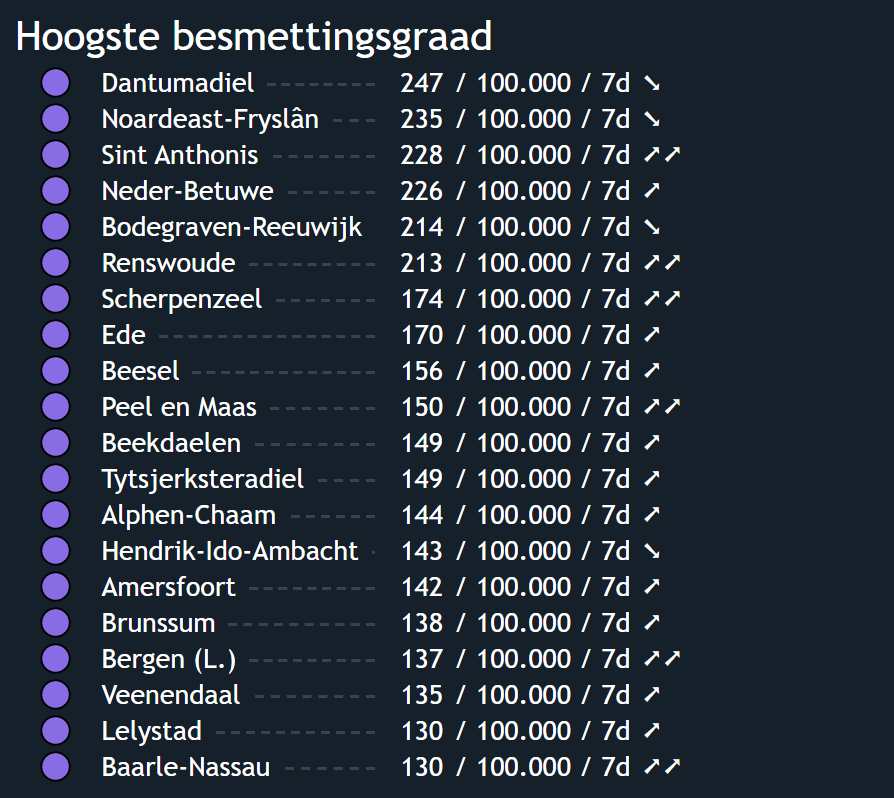 Hoogste besmettingsgraad
Dantumadiel 247 / 100.000 / 7d ➘
Noardeast-Fryslân 235 / 100.000 / 7d ➘
Sint Anthonis 228 / 100.000 / 7d ➚➚
Neder-Betuwe 226 / 100.000 / 7d ➚
Bodegraven-Reeuwijk 214 / 100.000 / 7d ➘
Renswoude 213 / 100.000 / 7d ➚➚
Scherpenzeel 174 / 100.000 / 7d ➚➚
Ede 170 / 100.000 / 7d ➚
Beesel 156 / 100.000 / 7d ➚
Peel en Maas 150 / 100.000 / 7d ➚➚
Beekdaelen 149 / 100.000 / 7d ➚
Tytsjerksteradiel 149 / 100.000 / 7d ➚
Alphen-Chaam 144 / 100.000 / 7d ➚
Hendrik-Ido-Ambacht 143 / 100.000 / 7d ➘
Amersfoort 142 / 100.000 / 7d ➚
Brunssum 138 / 100.000 / 7d ➚
Bergen (L.) 137 / 100.000 / 7d ➚➚
Veenendaal 135 / 100.000 / 7d ➚
Lelystad 130 / 100.000 / 7d ➚
Baarle-Nassau 130 / 100.000 / 7d ➚➚